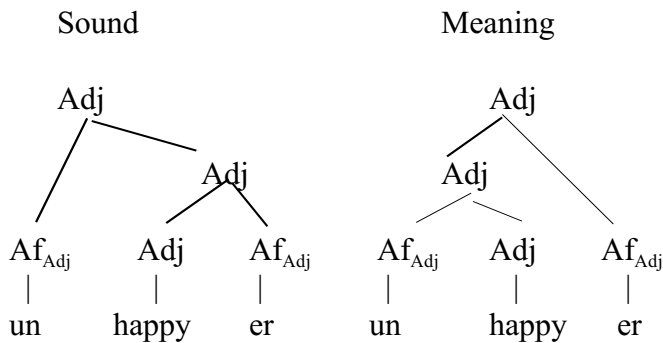 Sound Meaning
Adj Adj
Adj Adj
Af_Adj Adj Af_Adj Af_Adj Adj Af_Adj
| | | | | |
un happy er un happy er